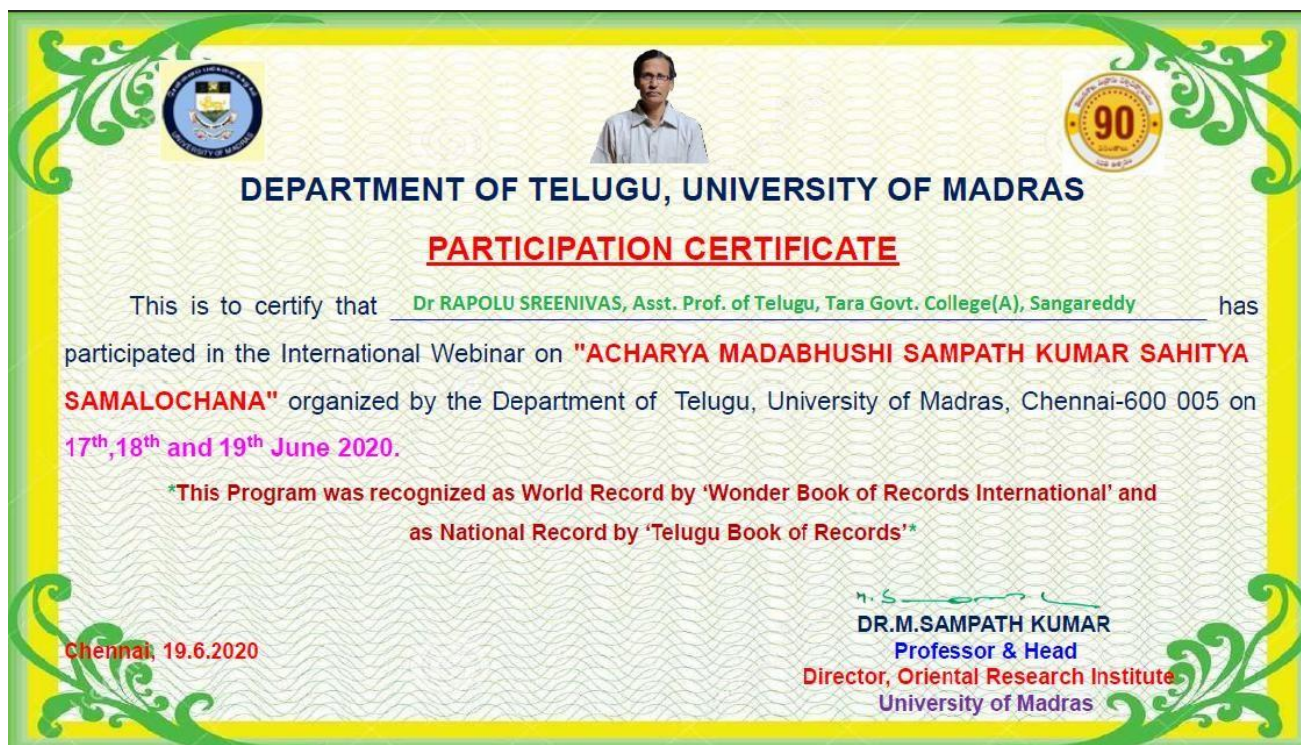 UNIVERSITY OF MADRAS
90
DEPARTMENT OF TELUGU, UNIVERSITY OF MADRAS
PARTICIPATION CERTIFICATE
This is to certify that Dr RAPOLU SREENIVAS, Asst. Prof. of Telugu, Tara Govt. College(A), Sangareddy has
participated in the International Webinar on "ACHARYA MADABHUSHI SAMPATH KUMAR SAHITYA
SAMALOCHANA" organized by the Department of Telugu, University of Madras, Chennai-600 005 on
17th,18th and 19th June 2020.
*This Program was recognized as World Record by ‘Wonder Book of Records International’ and
as National Record by ‘Telugu Book of Records’*
Chennai, 19.6.2020
DR.M.SAMPATH KUMAR
Professor & Head
Director, Oriental Research Institute
University of Madras